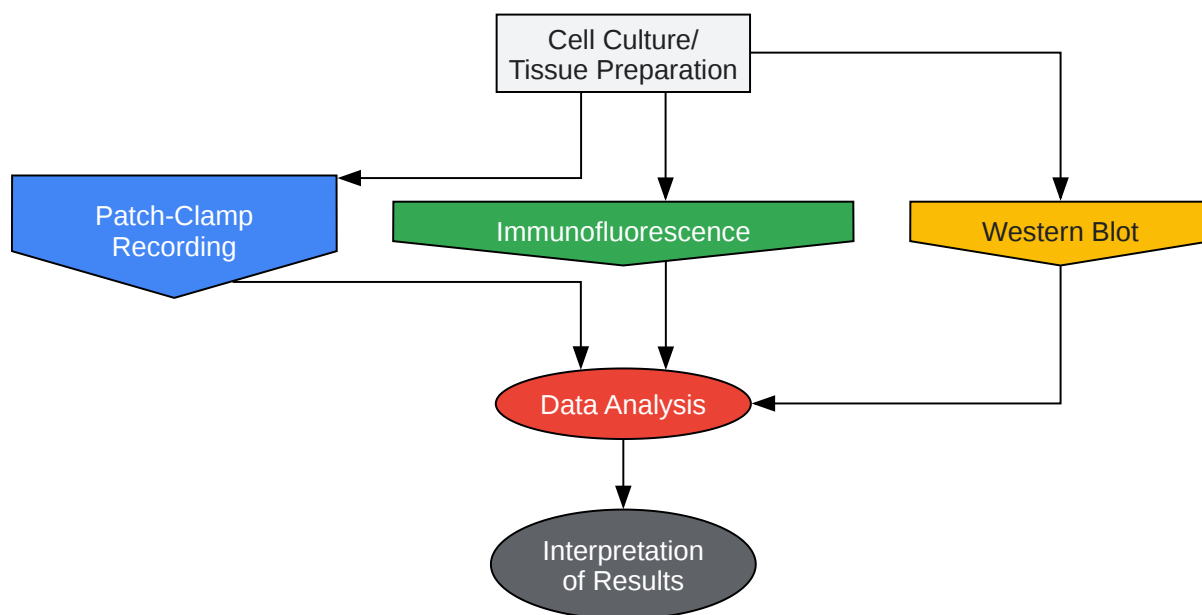 Cell Culture/
Tissue Preparation
Patch-Clamp
Recording
Immunofluorescence
Western Blot
Data Analysis
Interpretation
of Results